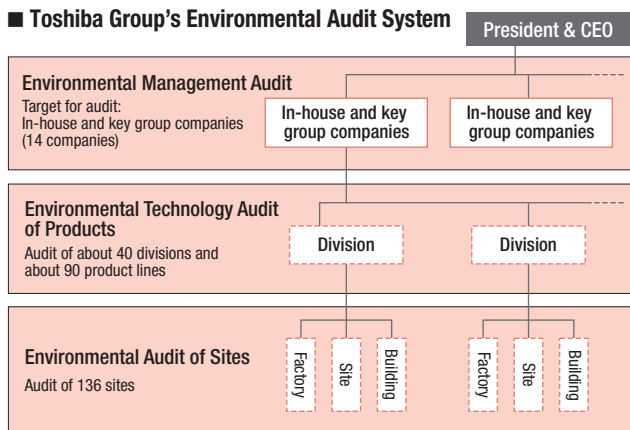 ■ Toshiba Group's Environmental Audit System
President & CEO
Environmental Management Audit
Target for audit:
In-house and key group companies
(14 companies)
In-house and key
group companies
In-house and key
group companies
Environmental Technology Audit
of Products
Audit of about 40 divisions and
about 90 product lines
Division
Division
Environmental Audit of Sites
Audit of 136 sites
Factory
Site
Building
Factory
Site
Building